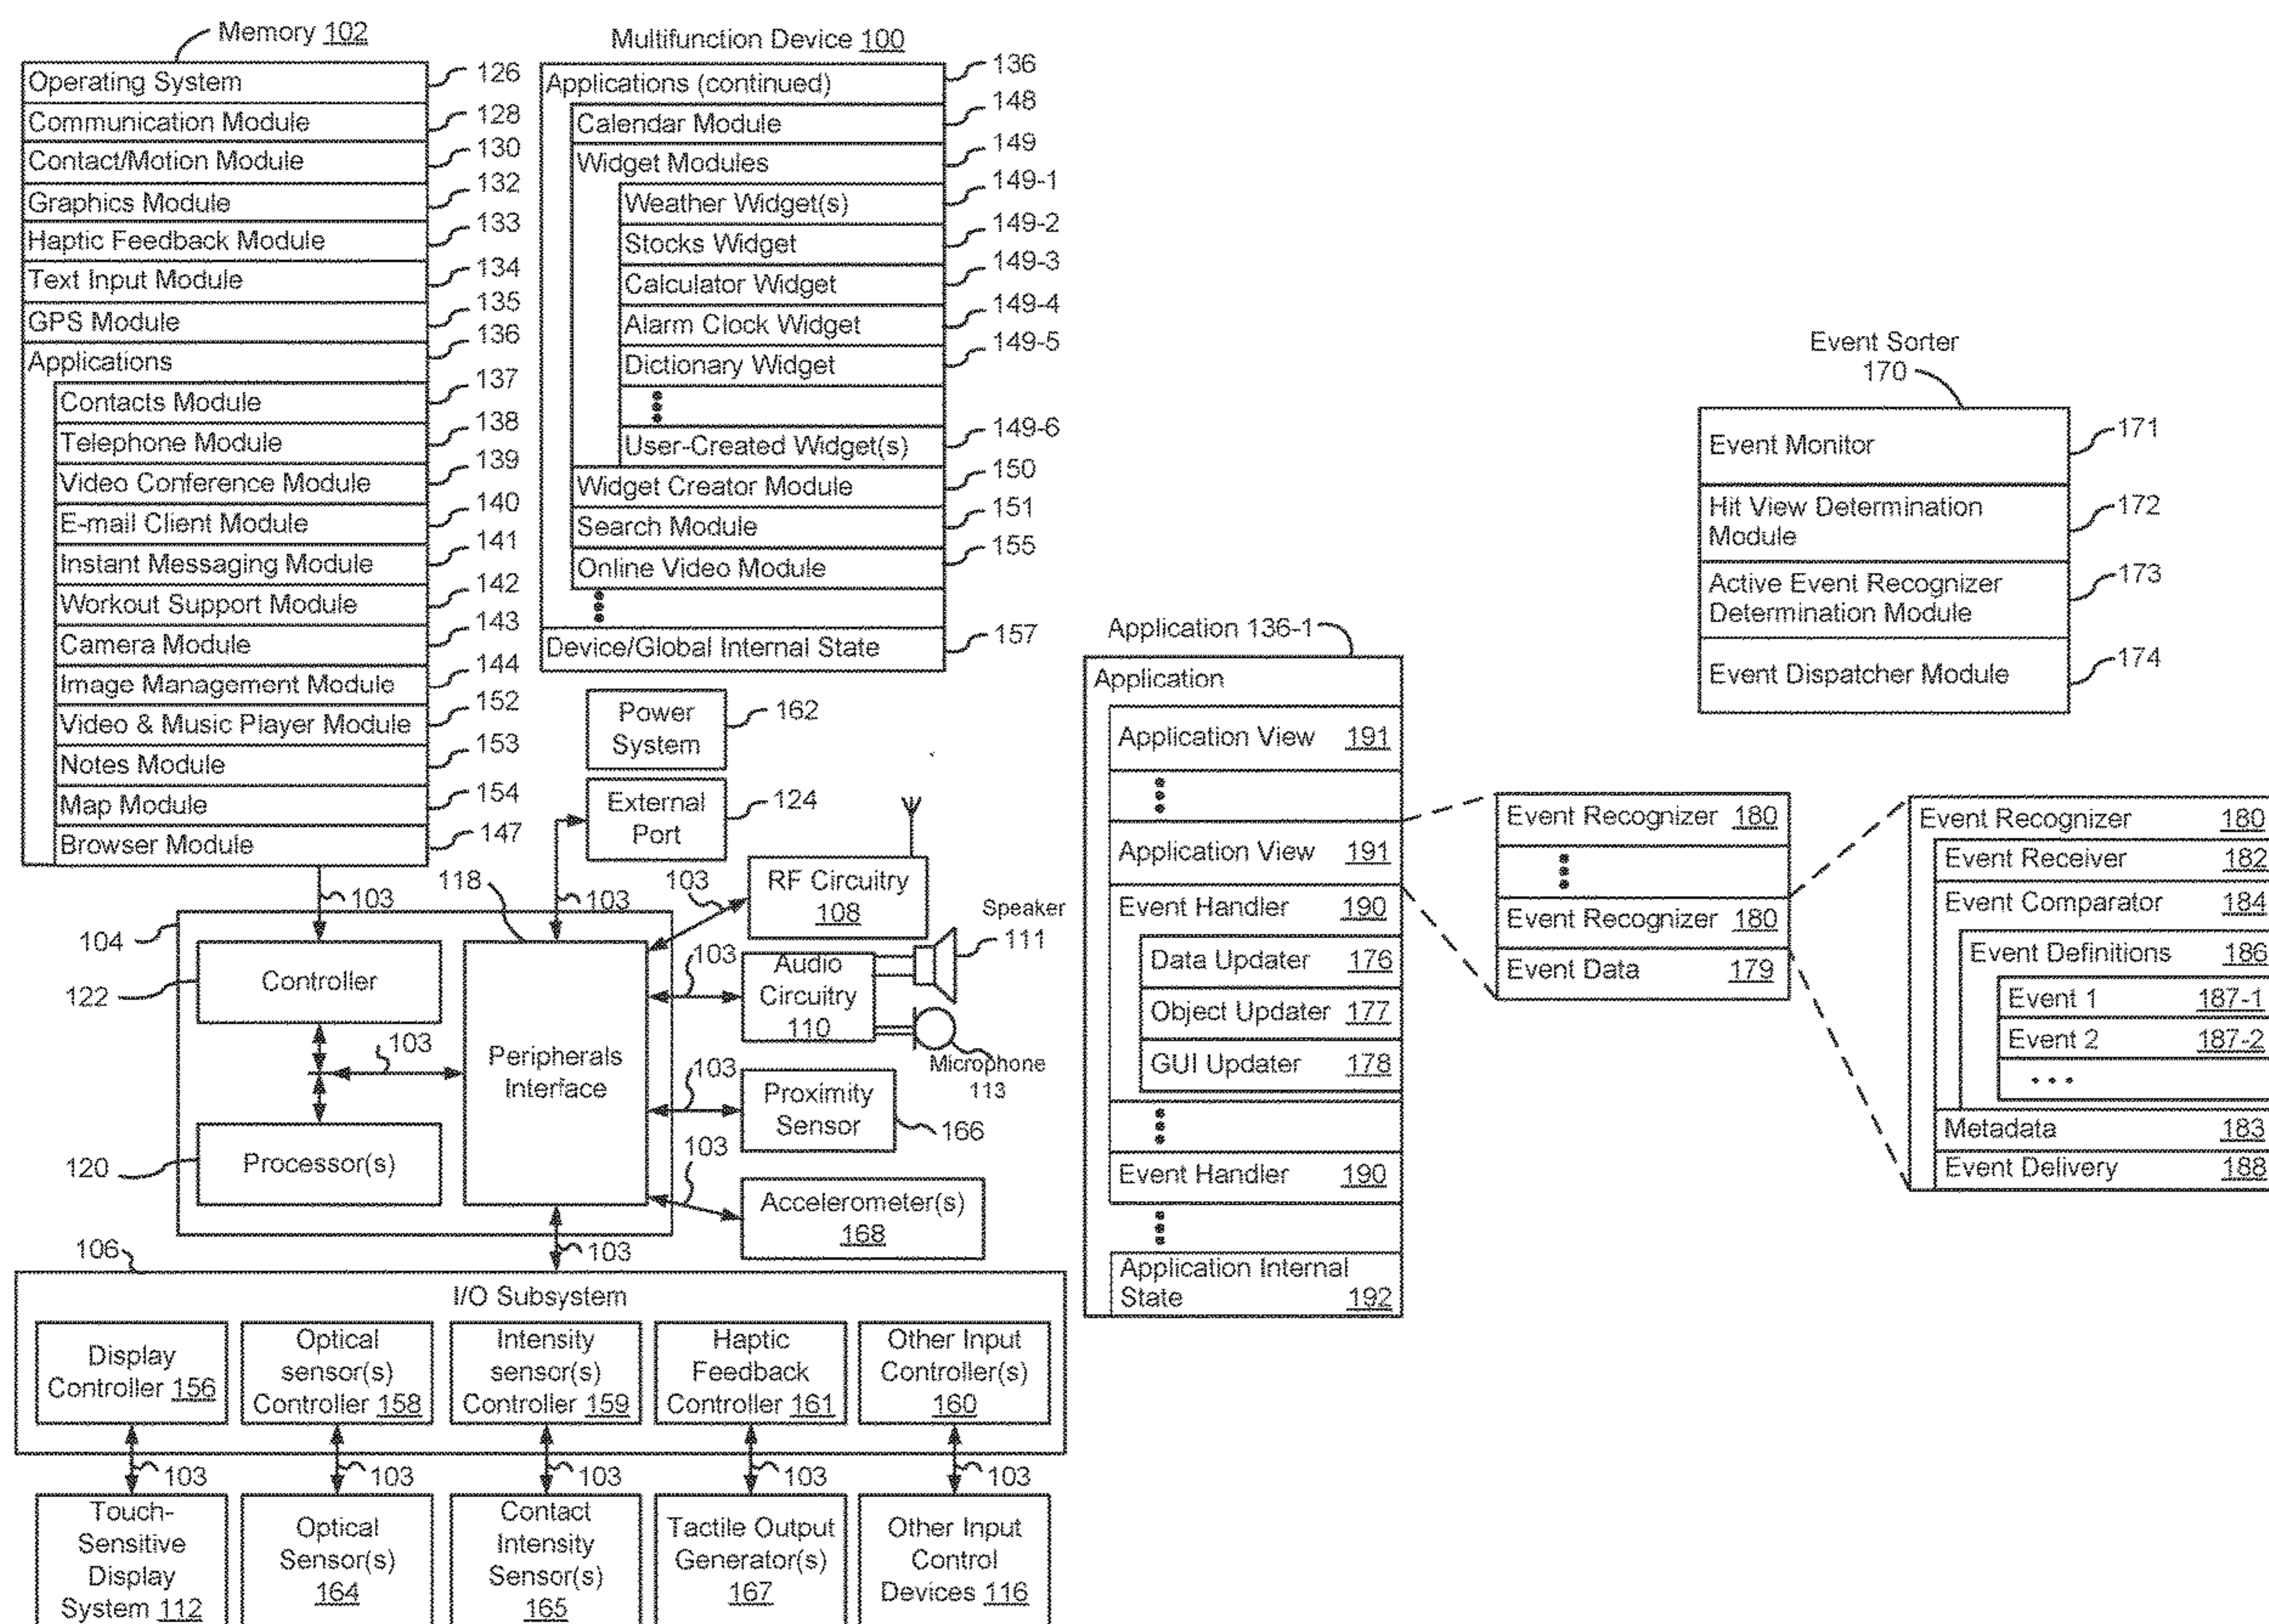 Memory 102
Operating System 126
Communication Module 128
Contact/Motion Module 130
Graphics Module 132
Haptic Feedback Module 133
Text Input Module 134
GPS Module 135
Applications 136
Contacts Module 137
Telephone Module 138
Video Conference Module 139
E-mail Client Module 140
Instant Messaging Module 141
Workout Support Module 142
Camera Module 143
Image Management Module 144
Video & Music Player Module 152
Notes Module 153
Map Module 154
Browser Module 147
Multifunction Device 100
Applications (continued) 136
Calendar Module 148
Widget Modules 149
Weather Widget(s) 149-1
Stocks Widget 149-2
Calculator Widget 149-3
Alarm Clock Widget 149-4
Dictionary Widget 149-5
User-Created Widget(s) 149-6
Widget Creator Module 150
Search Module 151
Online Video Module 155
Device/Global Internal State 157
Power
System
162
External
Port
124
103
118
103
103
RF Circuitry
108
Speaker
111
104
Controller
122
103
Audio
Circuitry
110
103
Peripherals
Interface
Microphone
113
103
Proximity
Sensor
166
120
Processor(s)
103
Accelerometer(s)
168
106
103
I/O Subsystem
Display
Controller 156
Optical
sensor(s)
Controller 158
Intensity
sensor(s)
Controller 159
Haptic
Feedback
Controller 161
Other Input
Controller(s)
160
103
103
103
103
103
Touch-
Sensitive
Display
System 112
Optical
Sensor(s)
164
Contact
Intensity
Sensor(s)
165
Tactile Output
Generator(s)
167
Other Input
Control
Devices 116
Application 136-1
Application
Application View 191
Application View 191
Event Handler 190
Data Updater 176
Object Updater 177
GUI Updater 178
Event Handler 190
Application Internal
State 192
Event Sorter
170
Event Monitor 171
Hit View Determination
Module
172
Active Event Recognizer
Determination Module
173
Event Dispatcher Module 174
Event Recognizer 180
Event Recognizer 180
Event Data 179
Event Recognizer 180
Event Receiver 182
Event Comparator 184
Event Definitions 186
Event 1 187-1
Event 2 187-2
...
Metadata 183
Event Delivery 188